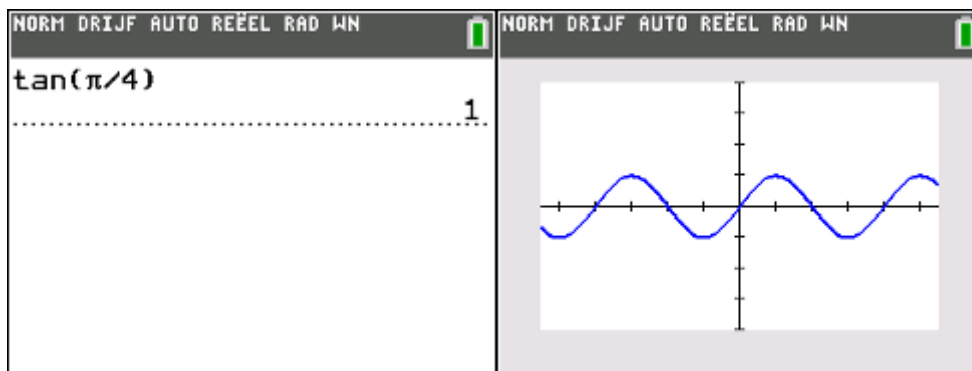 NORM DRIJF AUTO REËEL RAD WN
tan(π/4)
1
NORM DRIJF AUTO REËEL RAD WN